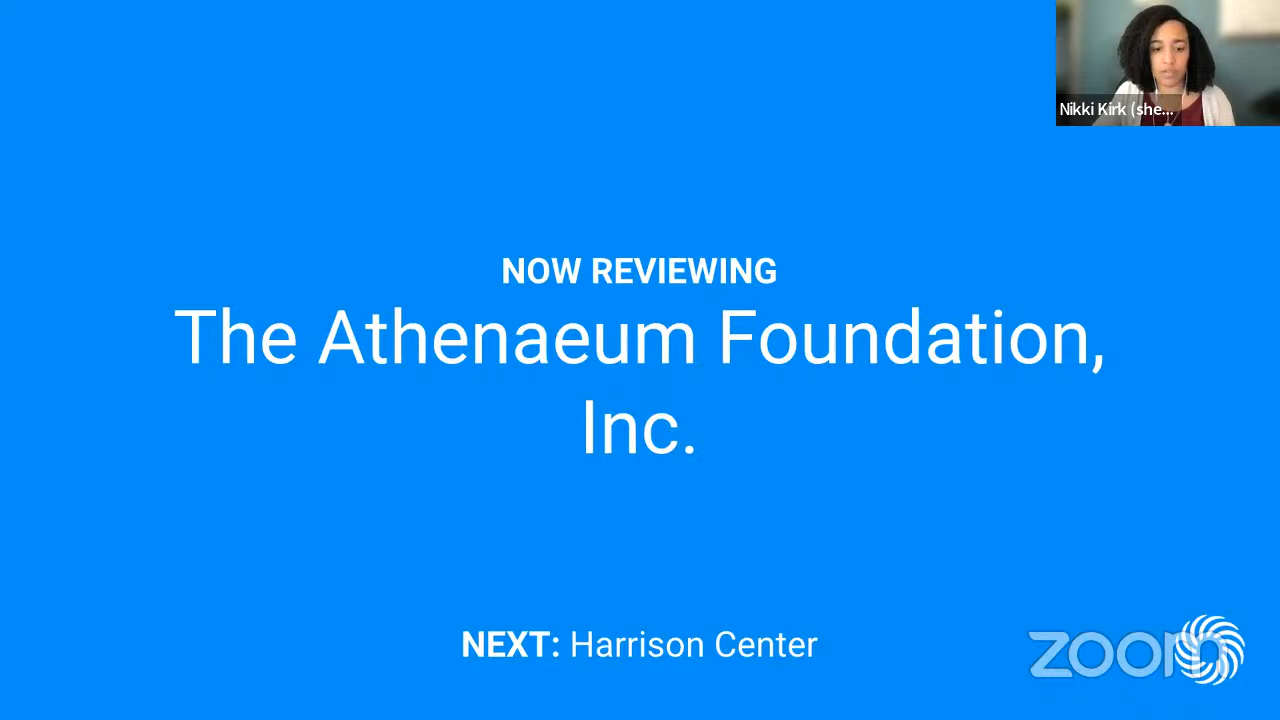 Nikki Kirk (she...
NOW REVIEWING
The Athenaeum Foundation,
Inc.
NEXT: Harrison Center
zoom